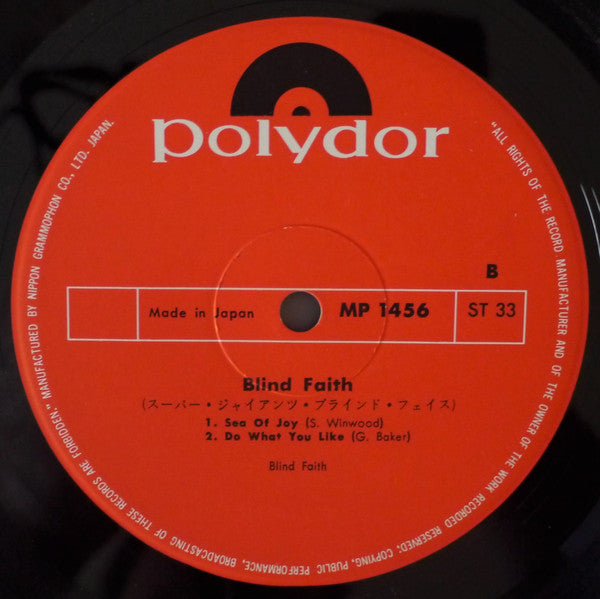 polydor
B
Made in Japan
MP 1456
ST 33
Blind Faith
(スーパー・ジャイアンツ・ブラインド・フェイス)
1. Sea Of Joy (S. Winwood)
2. Do What You Like (G. Baker)
Blind Faith
"ALL RIGHTS OF THE RECORD MANUFACTURER AND OF THE OWNER OF THE WORK RECORDED RESERVED: COPYING, PUBLIC PERFORMANCE, BROADCASTING OF THESE RECORDS ARE FORBIDDEN." MANUFACTURED BY NIPPON GRAMMOPHON CO., LTD. JAPAN.